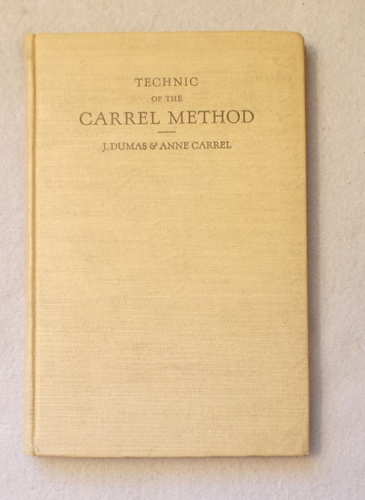 TECHNIC
OF THE
CARREL METHOD
J. DUMAS & ANNE CARREL